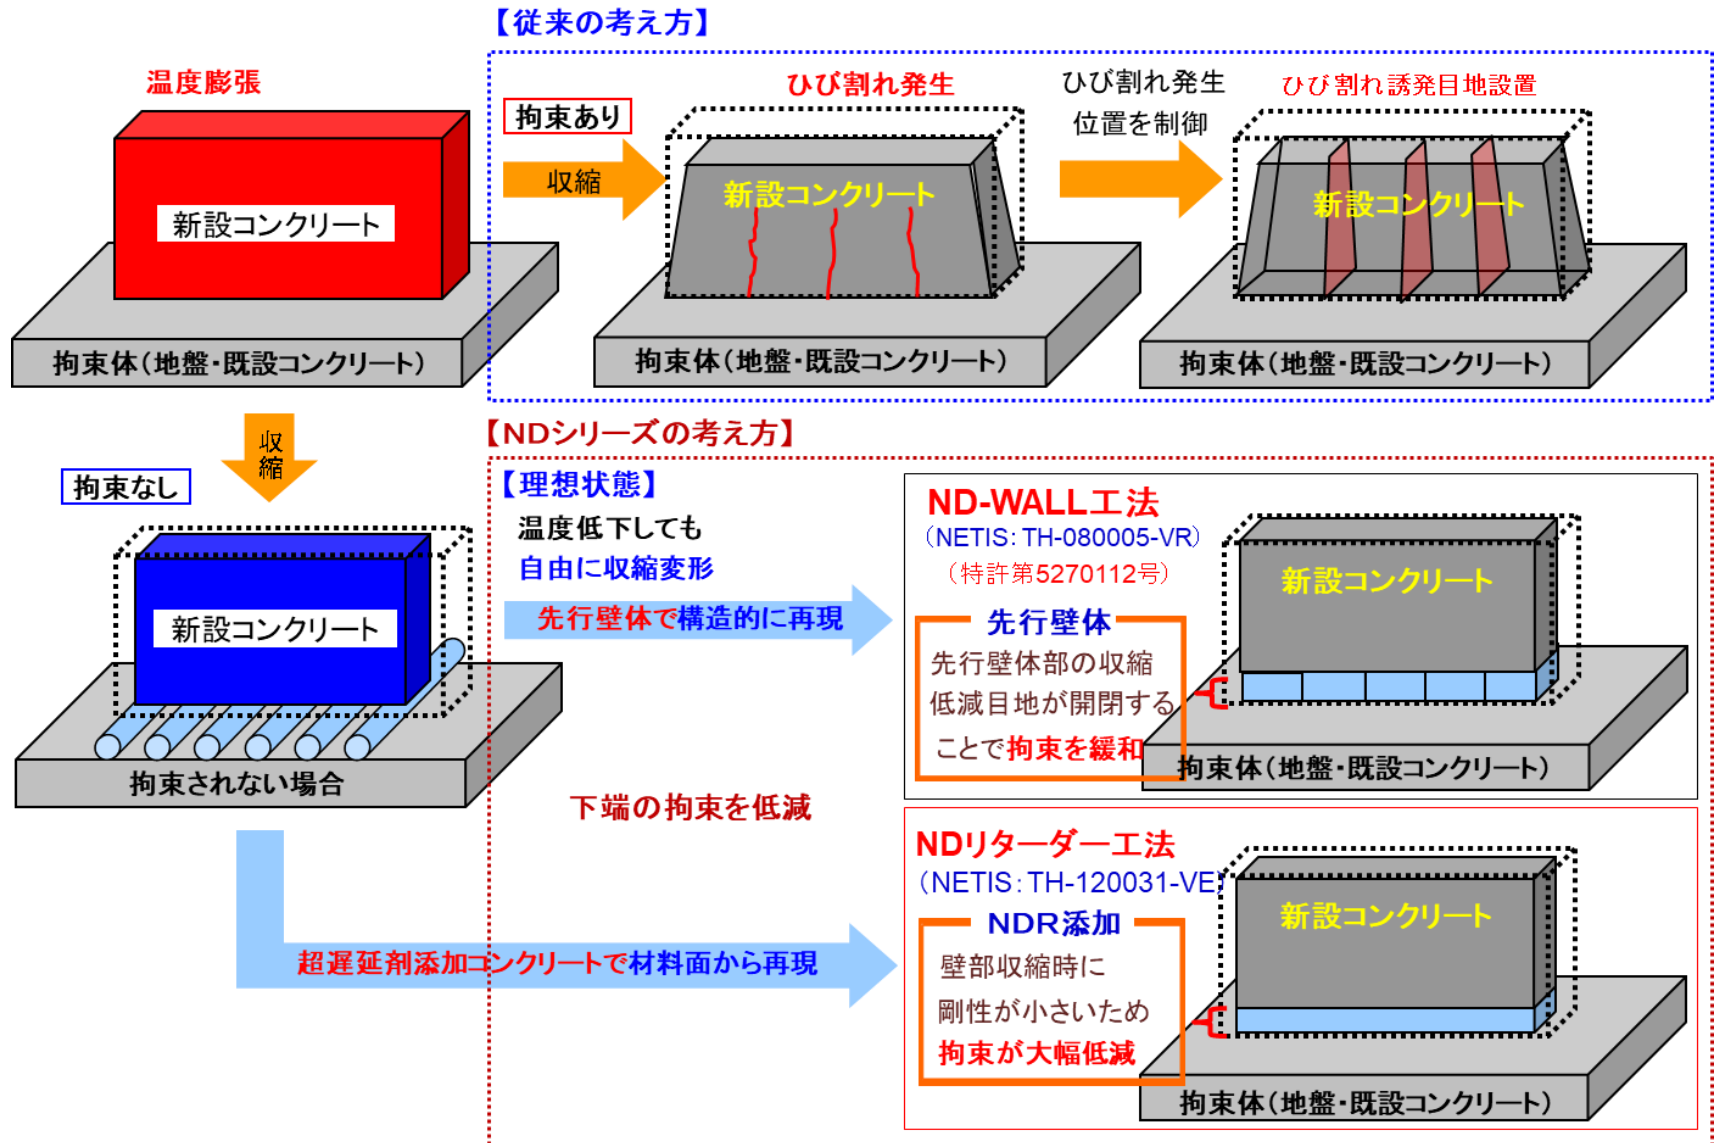 【従来の考え方】
温度膨張
新設コンクリート
拘束体(地盤・既設コンクリート)
拘束あり
収縮
ひび割れ発生
新設コンクリート
拘束体(地盤・既設コンクリート)
ひび割れ発生
位置を制御
ひび割れ誘発目地設置
新設コンクリート
拘束体(地盤・既設コンクリート)
収縮
拘束なし
新設コンクリート
拘束されない場合
【NDシリーズの考え方】
【理想状態】
温度低下しても
自由に収縮変形
先行壁体で構造的に再現
下端の拘束を低減
超遅延剤添加コンクリートで材料面から再現
ND-WALL工法
(NETIS:TH-080005-VR)
(特許第5270112号)
先行壁体
先行壁体部の収縮
低減目地が開閉する
ことで拘束を緩和
新設コンクリート
拘束体(地盤・既設コンクリート)
NDリターダー工法
(NETIS:TH-120031-VE)
NDR添加
壁部収縮時に
剛性が小さいため
拘束が大幅低減
新設コンクリート
拘束体(地盤・既設コンクリート)